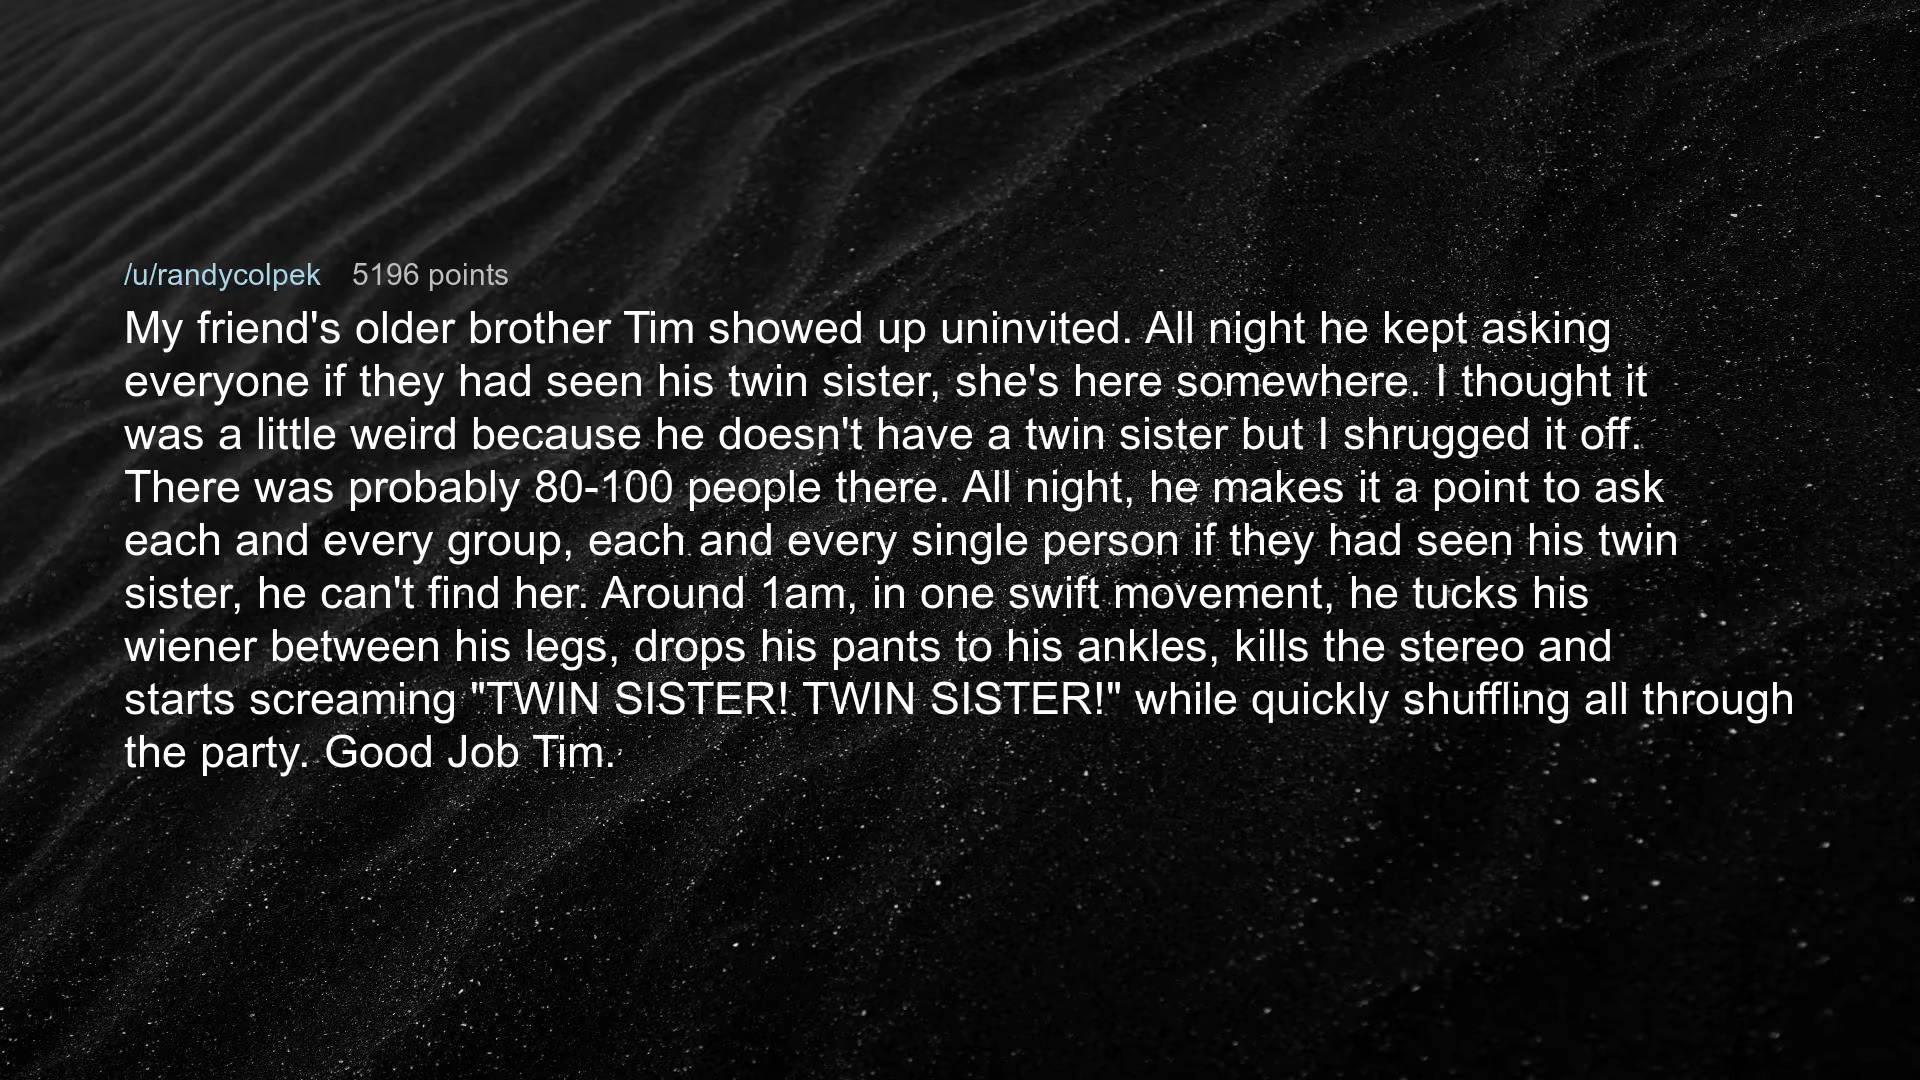 /u/randycolpek 5196 points
My friend's older brother Tim showed up uninvited. All night he kept asking
everyone if they had seen his twin sister, she's here somewhere. I thought it
was a little weird because he doesn't have a twin sister but I shrugged it off.
There was probably 80-100 people there. All night, he makes it a point to ask
each and every group, each and every single person if they had seen his twin
sister, he can't find her. Around 1am, in one swift movement, he tucks his
wiener between his legs, drops his pants to his ankles, kills the stereo and
starts screaming "TWIN SISTER! TWIN SISTER!" while quickly shuffling all through
the party. Good Job Tim.